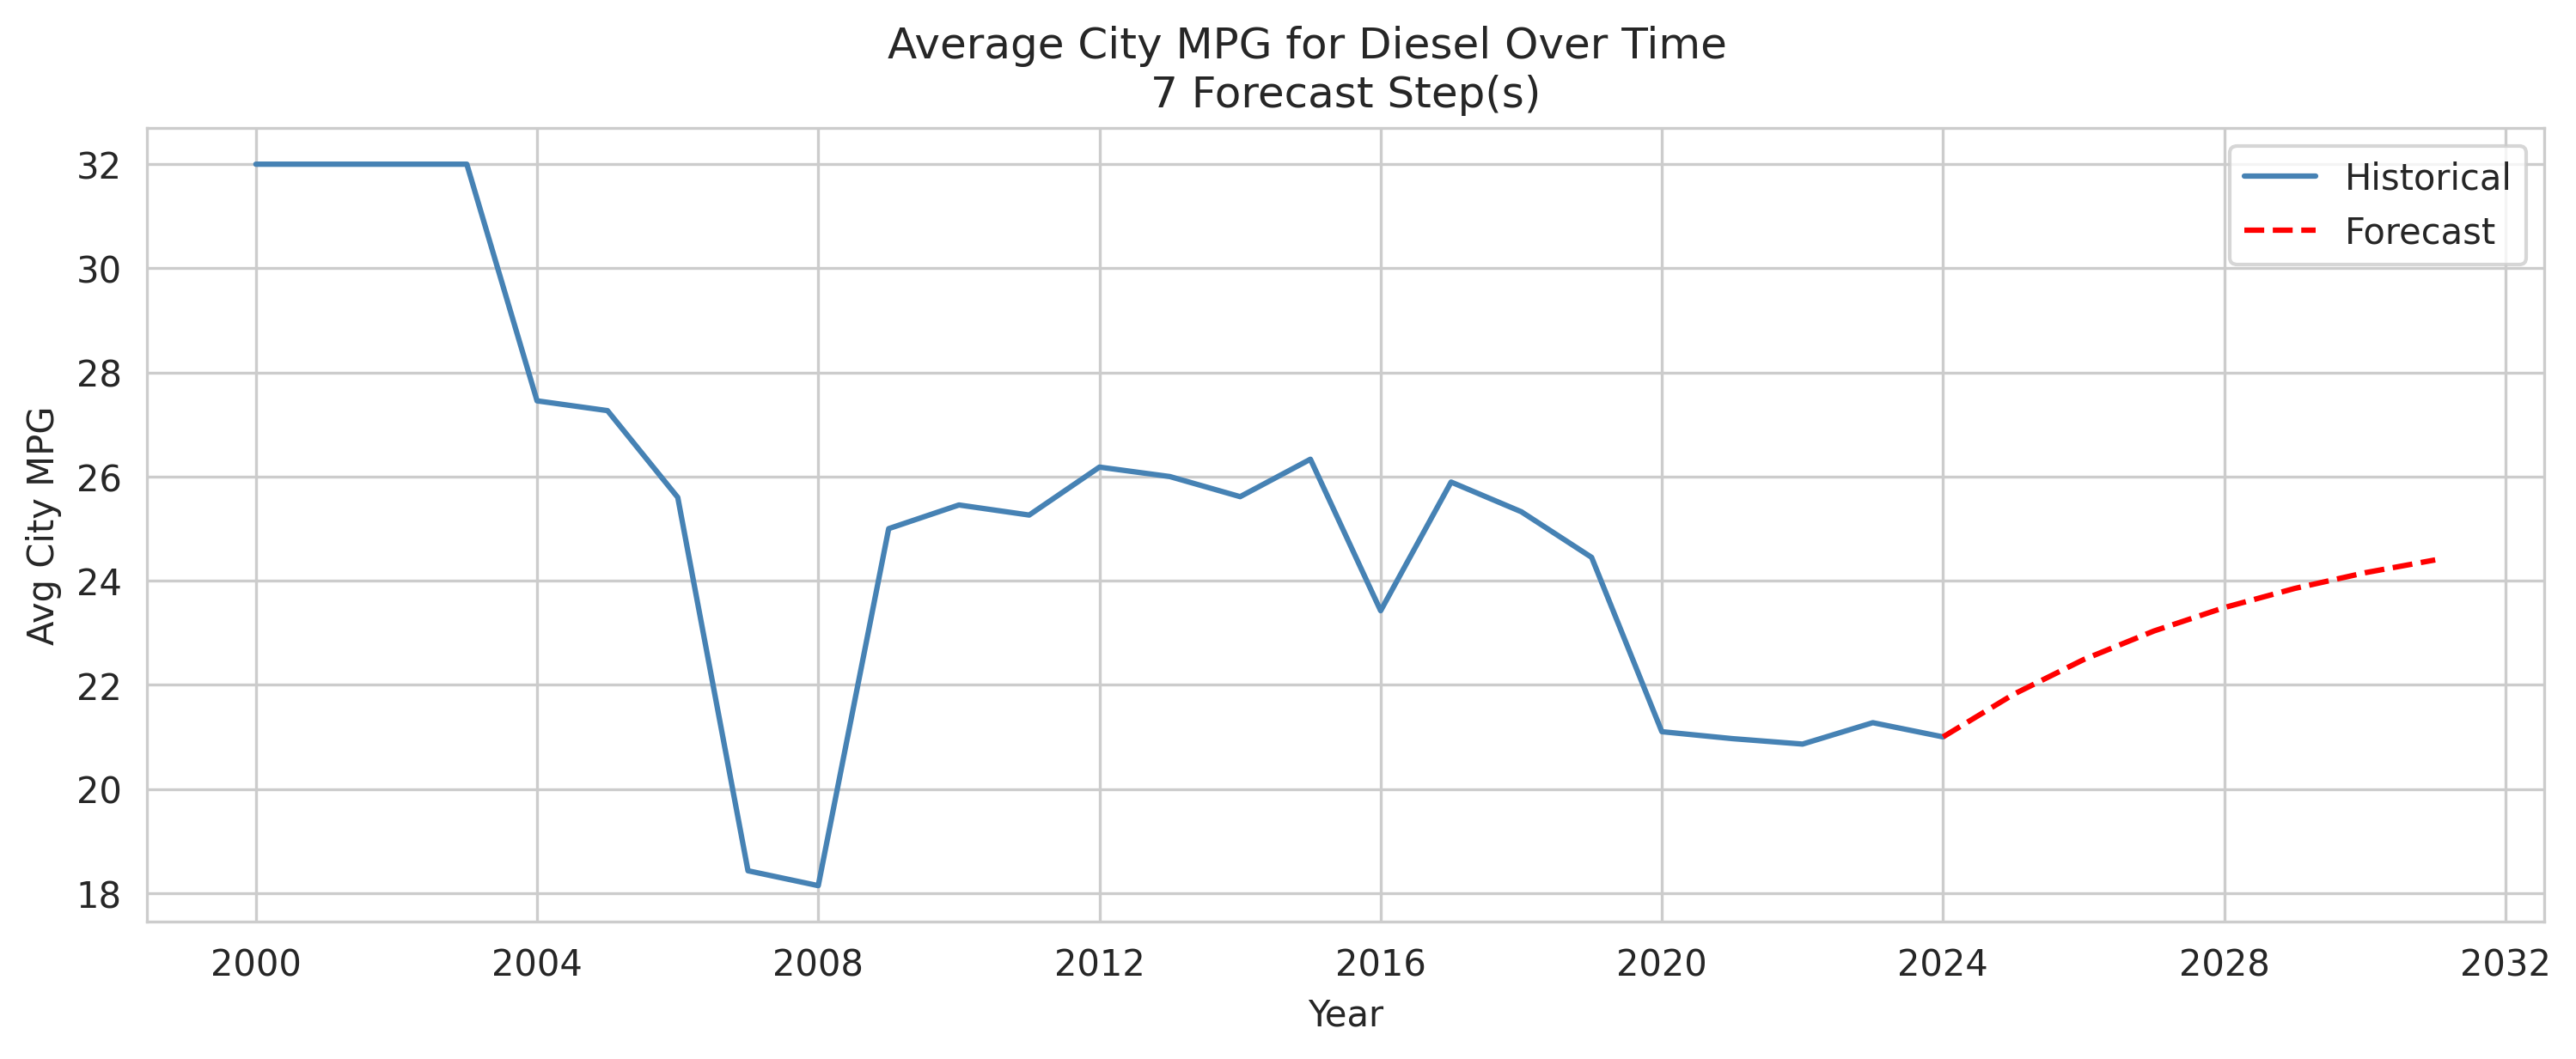 Average City MPG for Diesel Over Time
7 Forecast Step(s)
Historical
Forecast
Avg City MPG
32
30
28
26
24
22
20
18
2000 2004 2008 2012 2016 2020 2024 2028 2032
Year